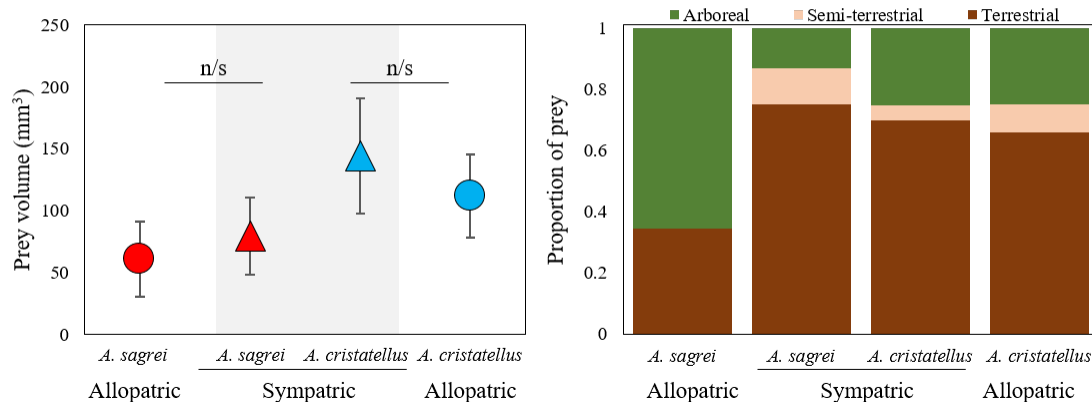 Prey volume (mm³)
250
200
150
100
50
0
n/s
n/s
A. sagrei
A. sagrei
A. cristatellus
A. cristatellus
Allopatric
Sympatric
Allopatric
Arboreal
Semi-terrestrial
Terrestrial
Proportion of prey
1
0.8
0.6
0.4
0.2
0
A. sagrei
A. sagrei
A. cristatellus
A. cristatellus
Allopatric
Sympatric
Allopatric